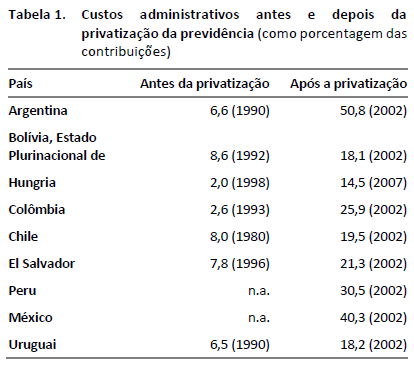 Tabela 1. Custos administrativos antes e depois da
privatização da previdência (como porcentagem das
contribuições)
País Antes da privatização Após a privatização
Argentina 6,6 (1990) 50,8 (2002)
Bolívia, Estado
Plurinacional de 8,6 (1992) 18,1 (2002)
Hungria 2,0 (1998) 14,5 (2007)
Colômbia 2,6 (1993) 25,9 (2002)
Chile 8,0 (1980) 19,5 (2002)
El Salvador 7,8 (1996) 21,3 (2002)
Peru n.a. 30,5 (2002)
México n.a. 40,3 (2002)
Uruguai 6,5 (1990) 18,2 (2002)